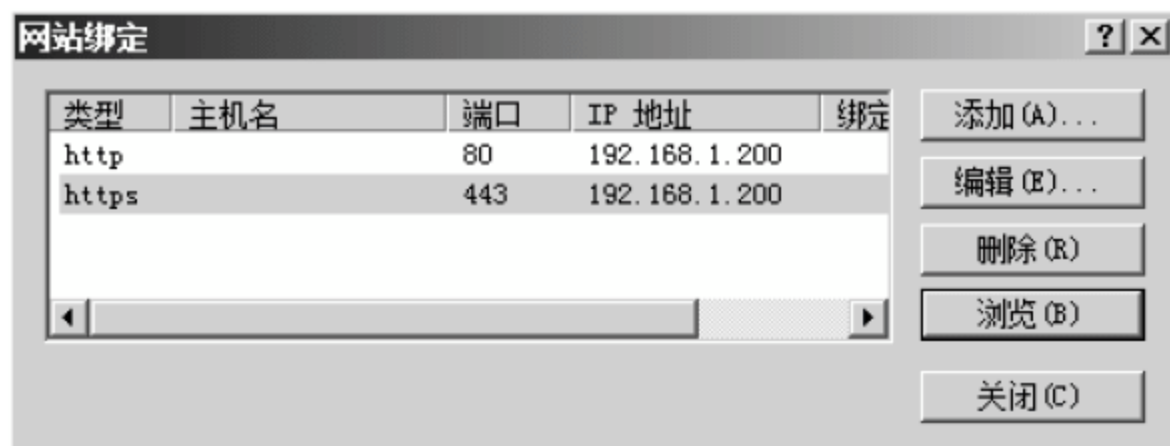 网站绑定
类型 主机名 端口 IP 地址 绑定
http 80 192.168.1.200
https 443 192.168.1.200
添加(A)...
编辑(E)...
删除(R)
浏览(B)
关闭(C)